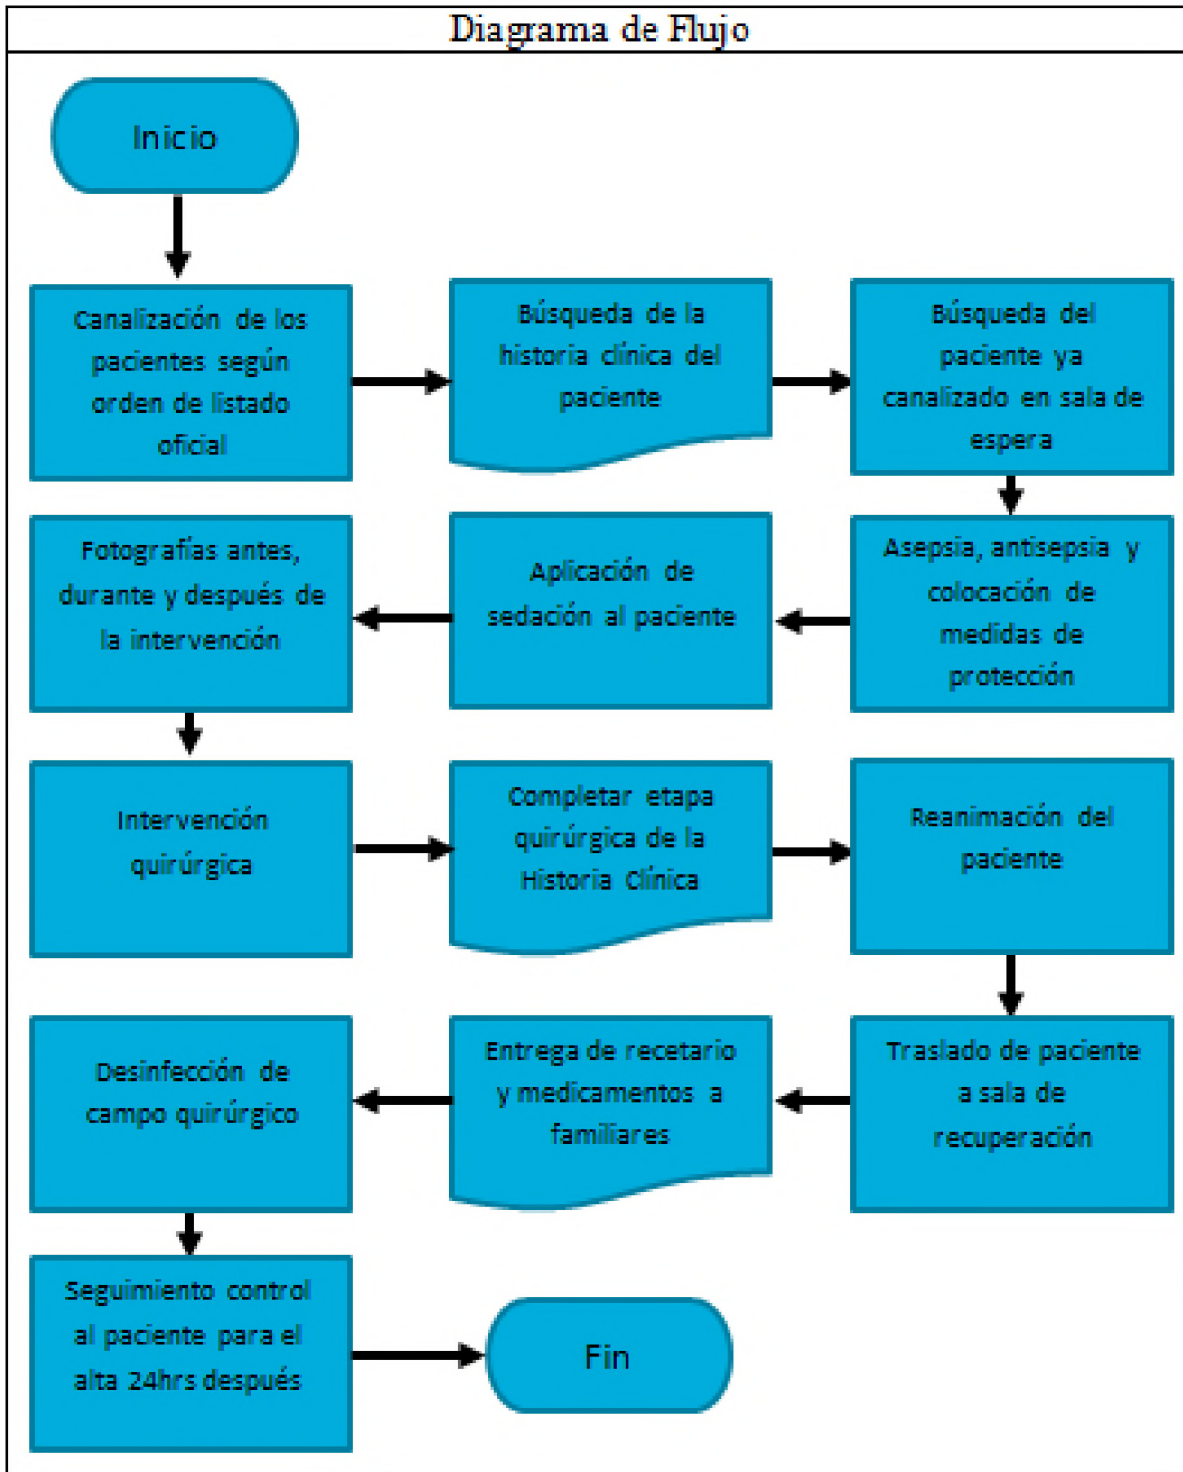 Diagrama de Flujo
Inicio
Canalización de los
pacientes según
orden de listado
oficial
Búsqueda de la
historia clínica del
paciente
Búsqueda del
paciente ya
canalizado en sala de
espera
Asepsia, antisepsia y
colocación de
medidas de
protección
Aplicación de
sedación al paciente
Fotografías antes,
durante y después de
la intervención
Intervención
quirúrgica
Completar etapa
quirúrgica de la
Historia Clínica
Reanimación del
paciente
Traslado de paciente
a sala de
recuperación
Entrega de recetario
y medicamentos a
familiares
Desinfección de
campo quirúrgico
Seguimiento control
al paciente para el
alta 24hrs después
Fin